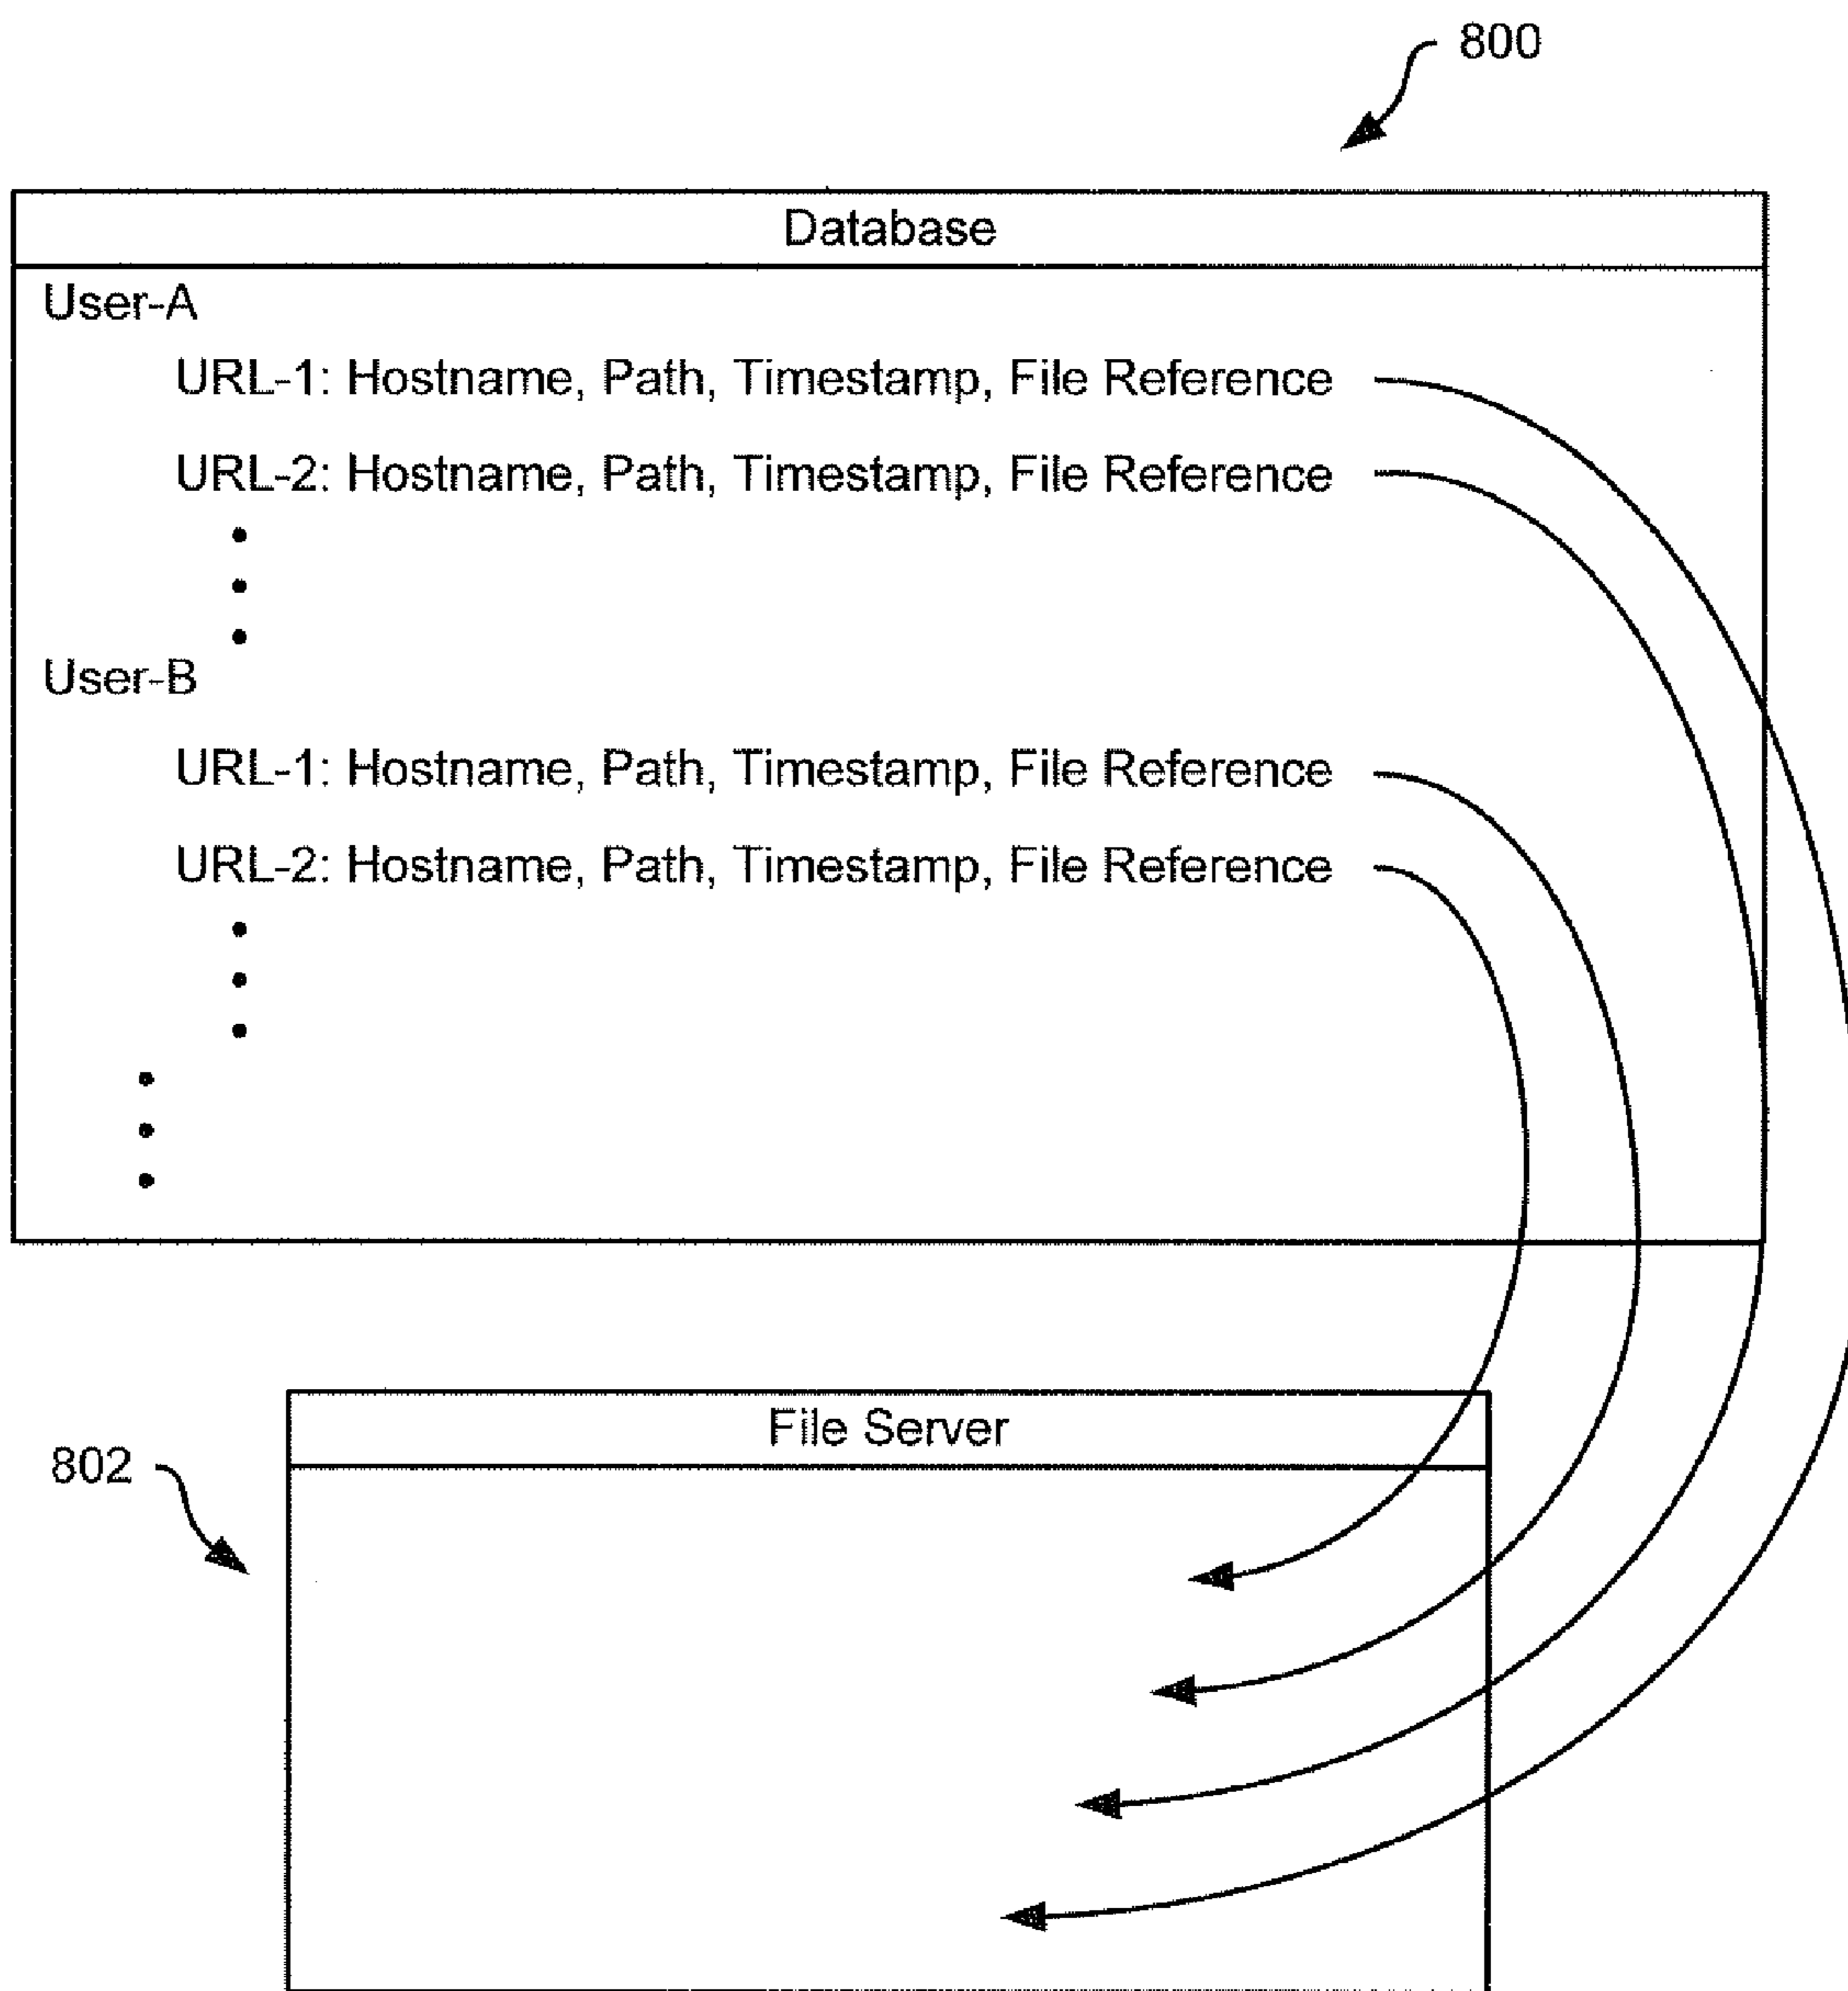 800
Database
User-A
URL-1: Hostname, Path, Timestamp, File Reference
URL-2: Hostname, Path, Timestamp, File Reference
User-B
URL-1: Hostname, Path, Timestamp, File Reference
URL-2: Hostname, Path, Timestamp, File Reference
File Server
802